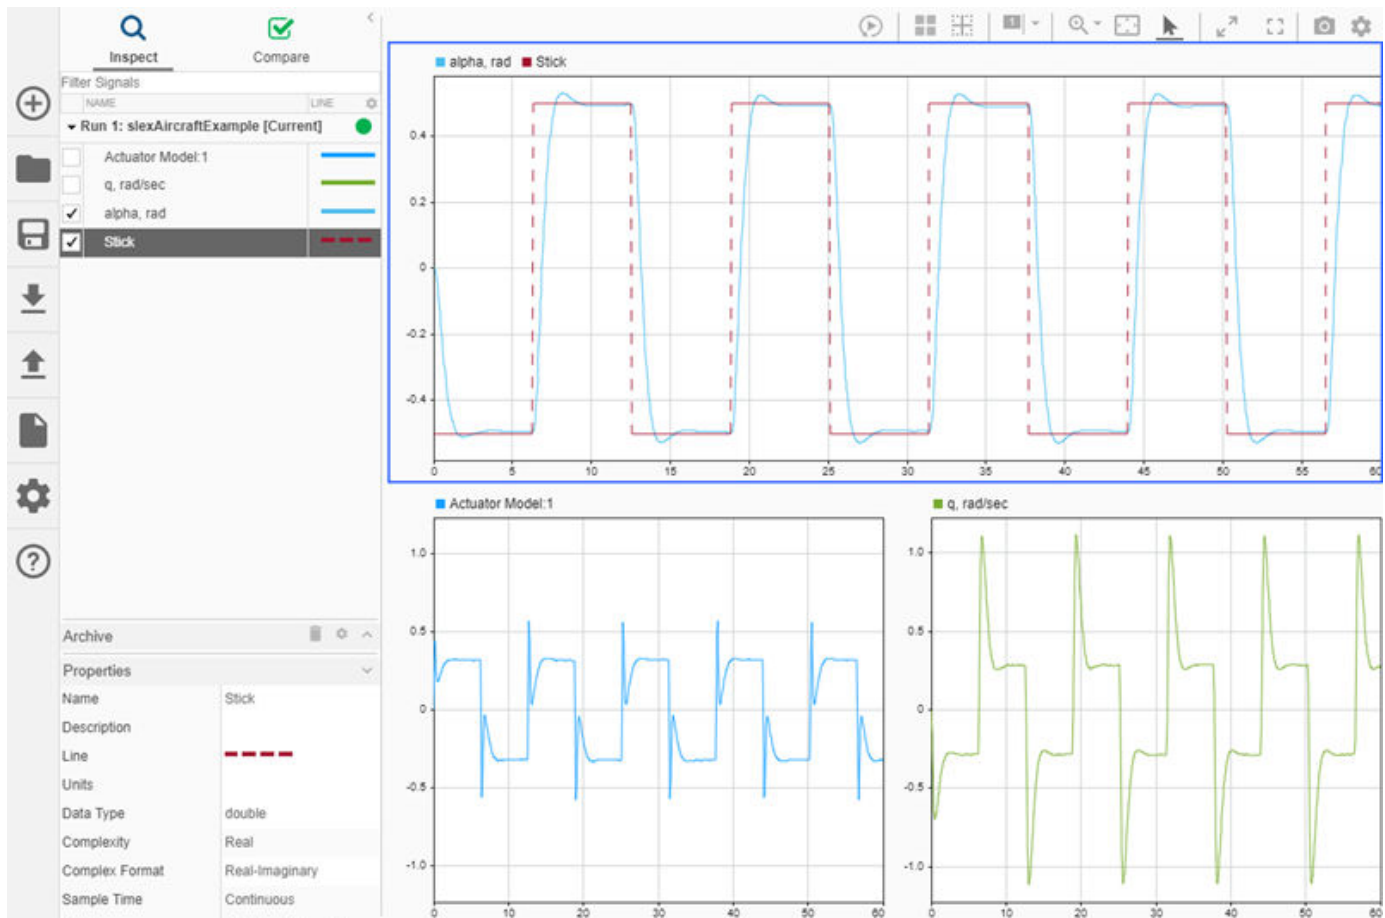 Inspect
Compare
Filter Signals
NAME
LINE
Run 1: slexAircraftExample [Current]
Actuator Model:1
q, rad/sec
alpha, rad
Stick
Archive
Properties
Name Stick
Description
Line
Units
Data Type double
Complexity Real
Complex Format Real-Imaginary
Sample Time Continuous
1
alpha, rad Stick
0.4
0.2
0
-0.2
-0.4
0 5 10 15 20 25 30 35 40 45 50 55 60
Actuator Model:1
1.0
0.5
0
-0.5
-1.0
0 10 20 30 40 50 60
q, rad/sec
1.0
0.5
0
-0.5
-1.0
0 10 20 30 40 50 60